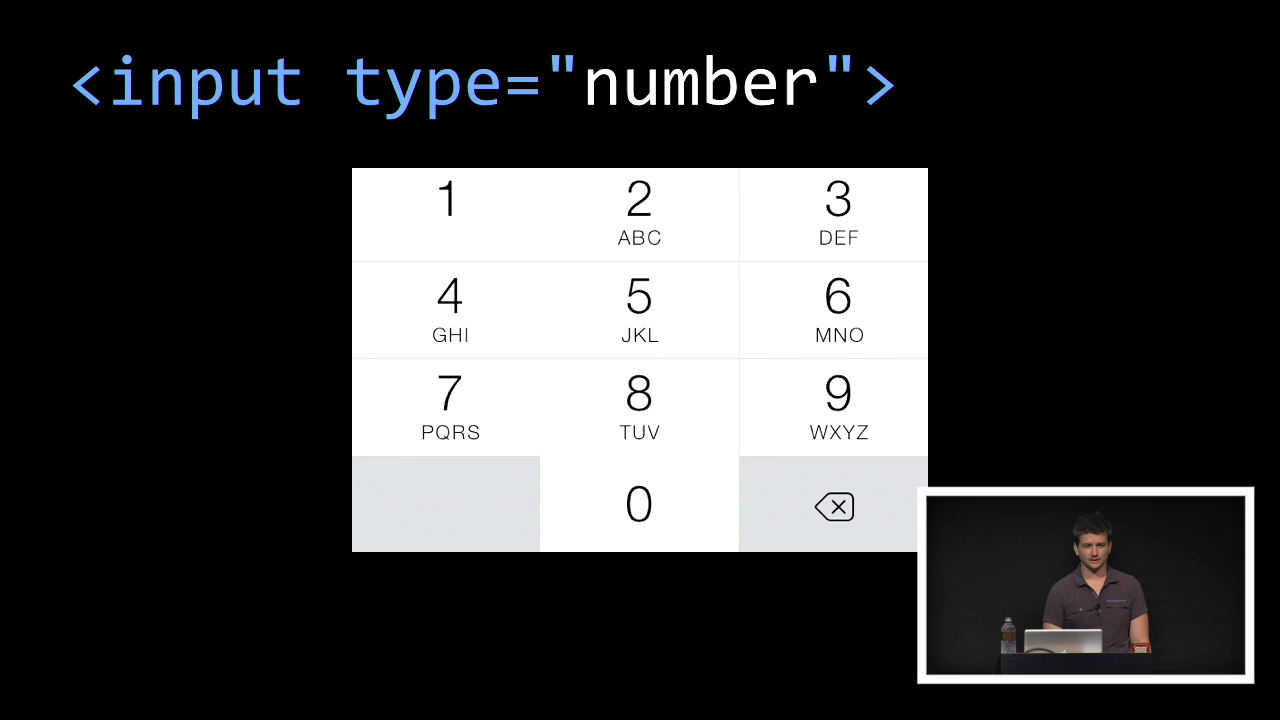 <input type="number">
1 2 3
ABC DEF
4 5 6
GHI JKL MNO
7 8 9
PQRS TUV WXYZ
0